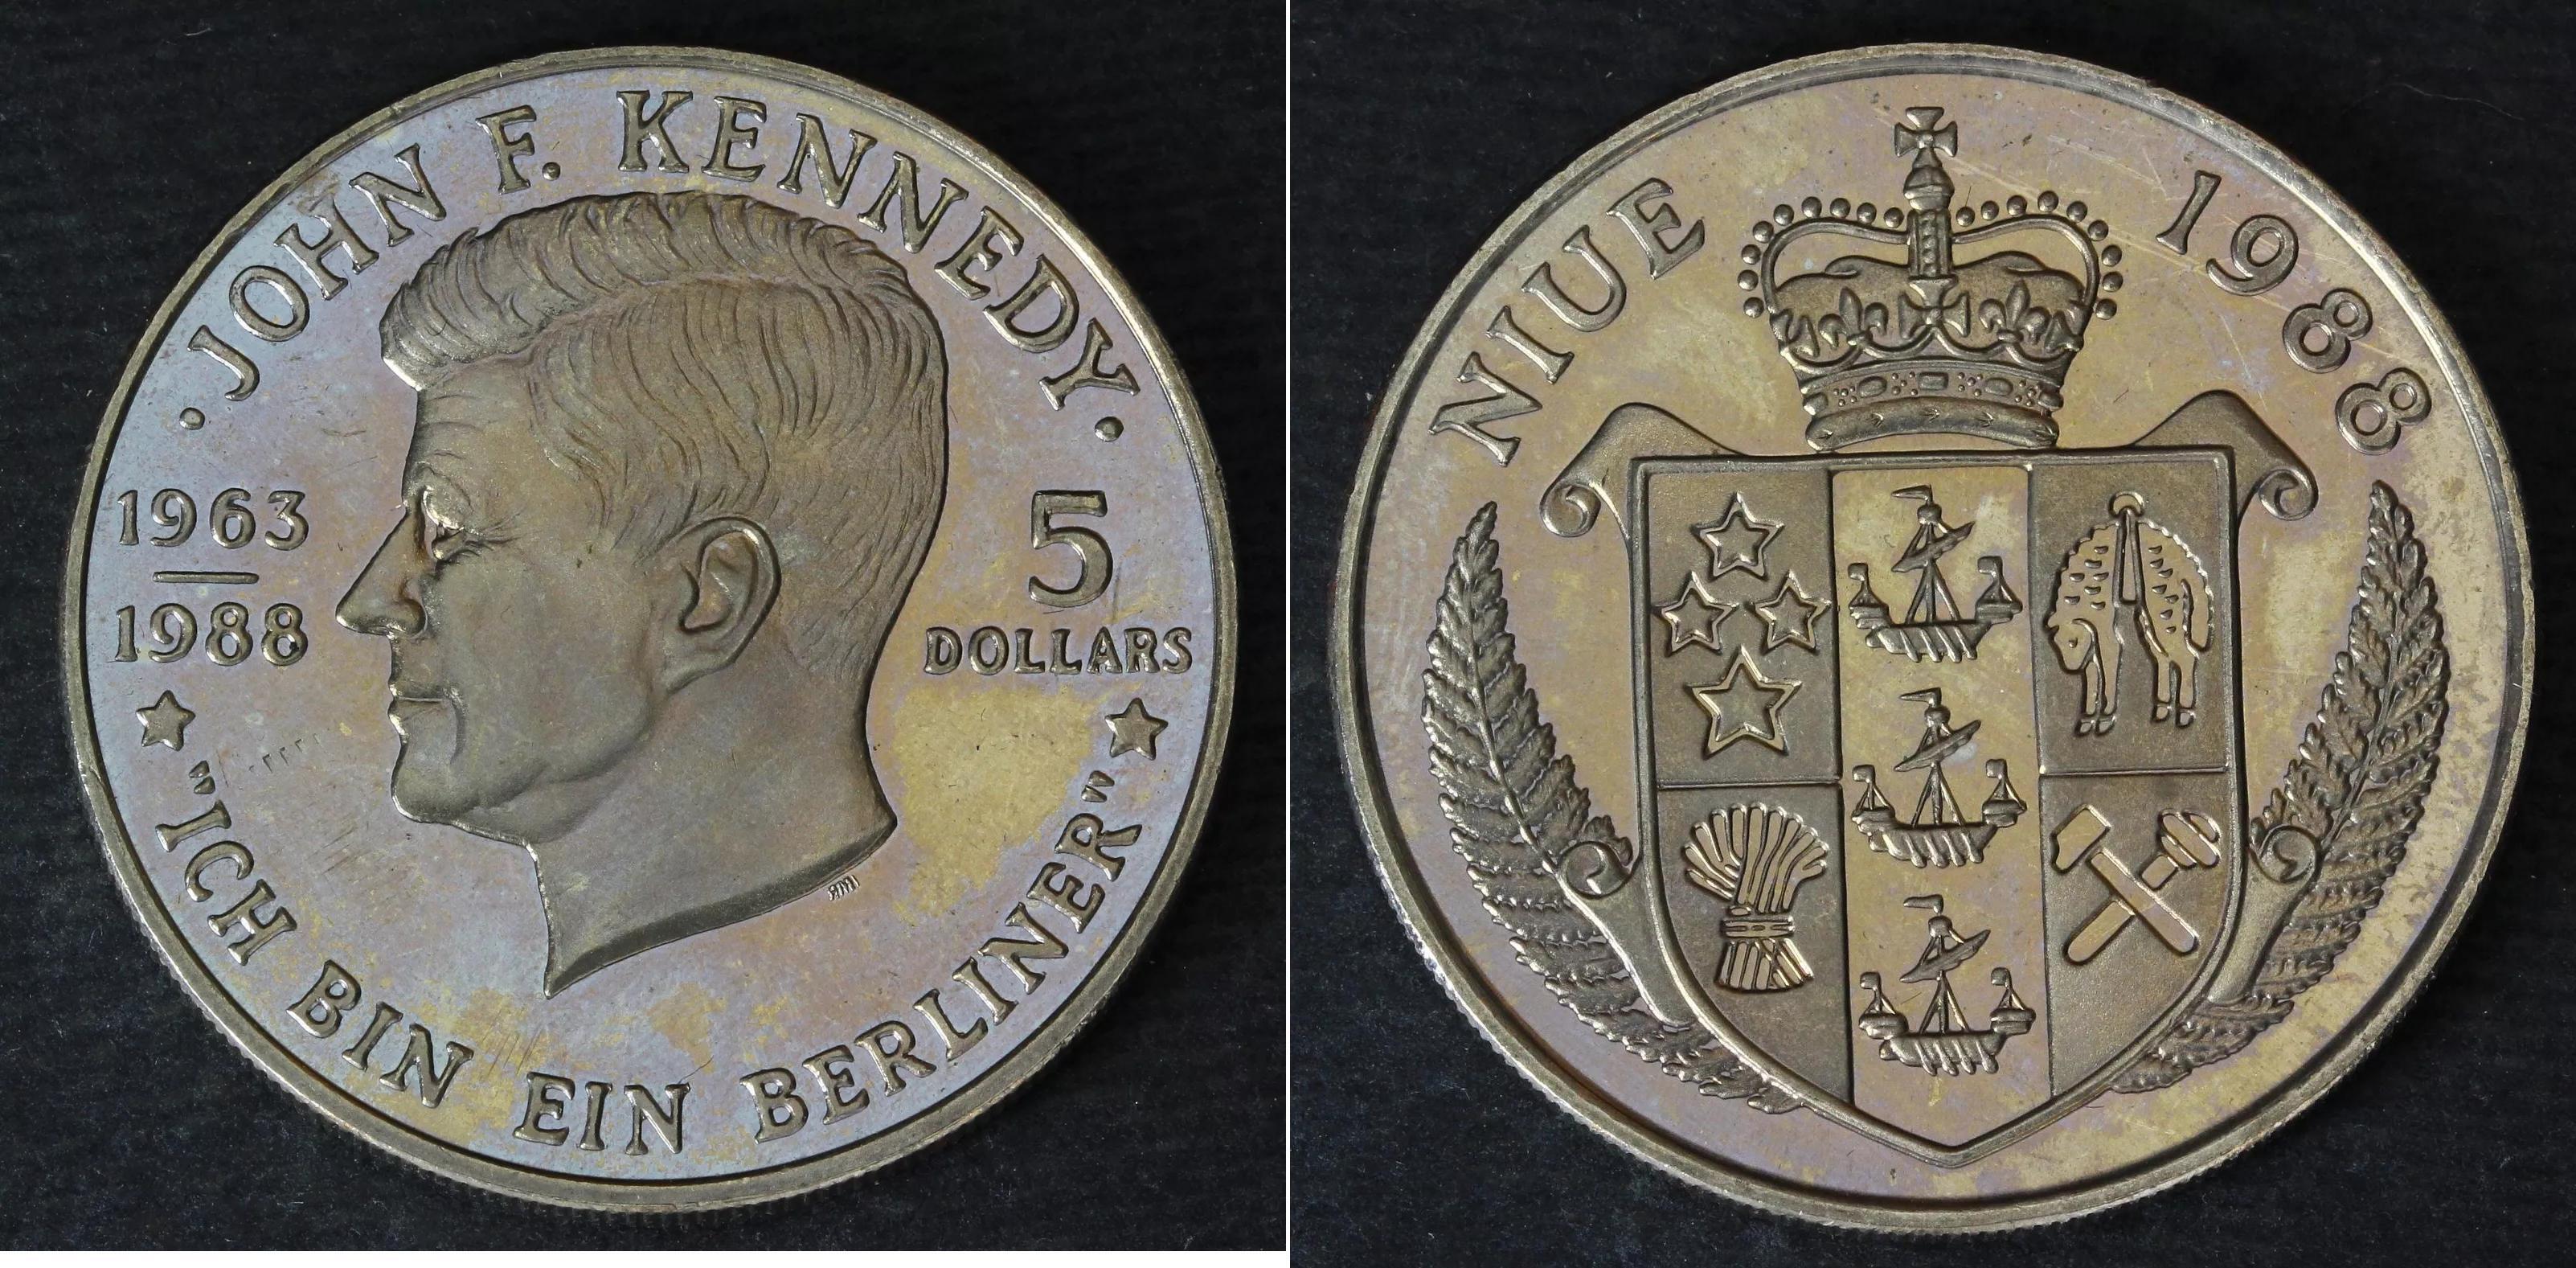 · JOHN F. KENNEDY ·
1963
1988
5
DOLLARS
"ICH BIN EIN BERLINER"
NIUE 1988